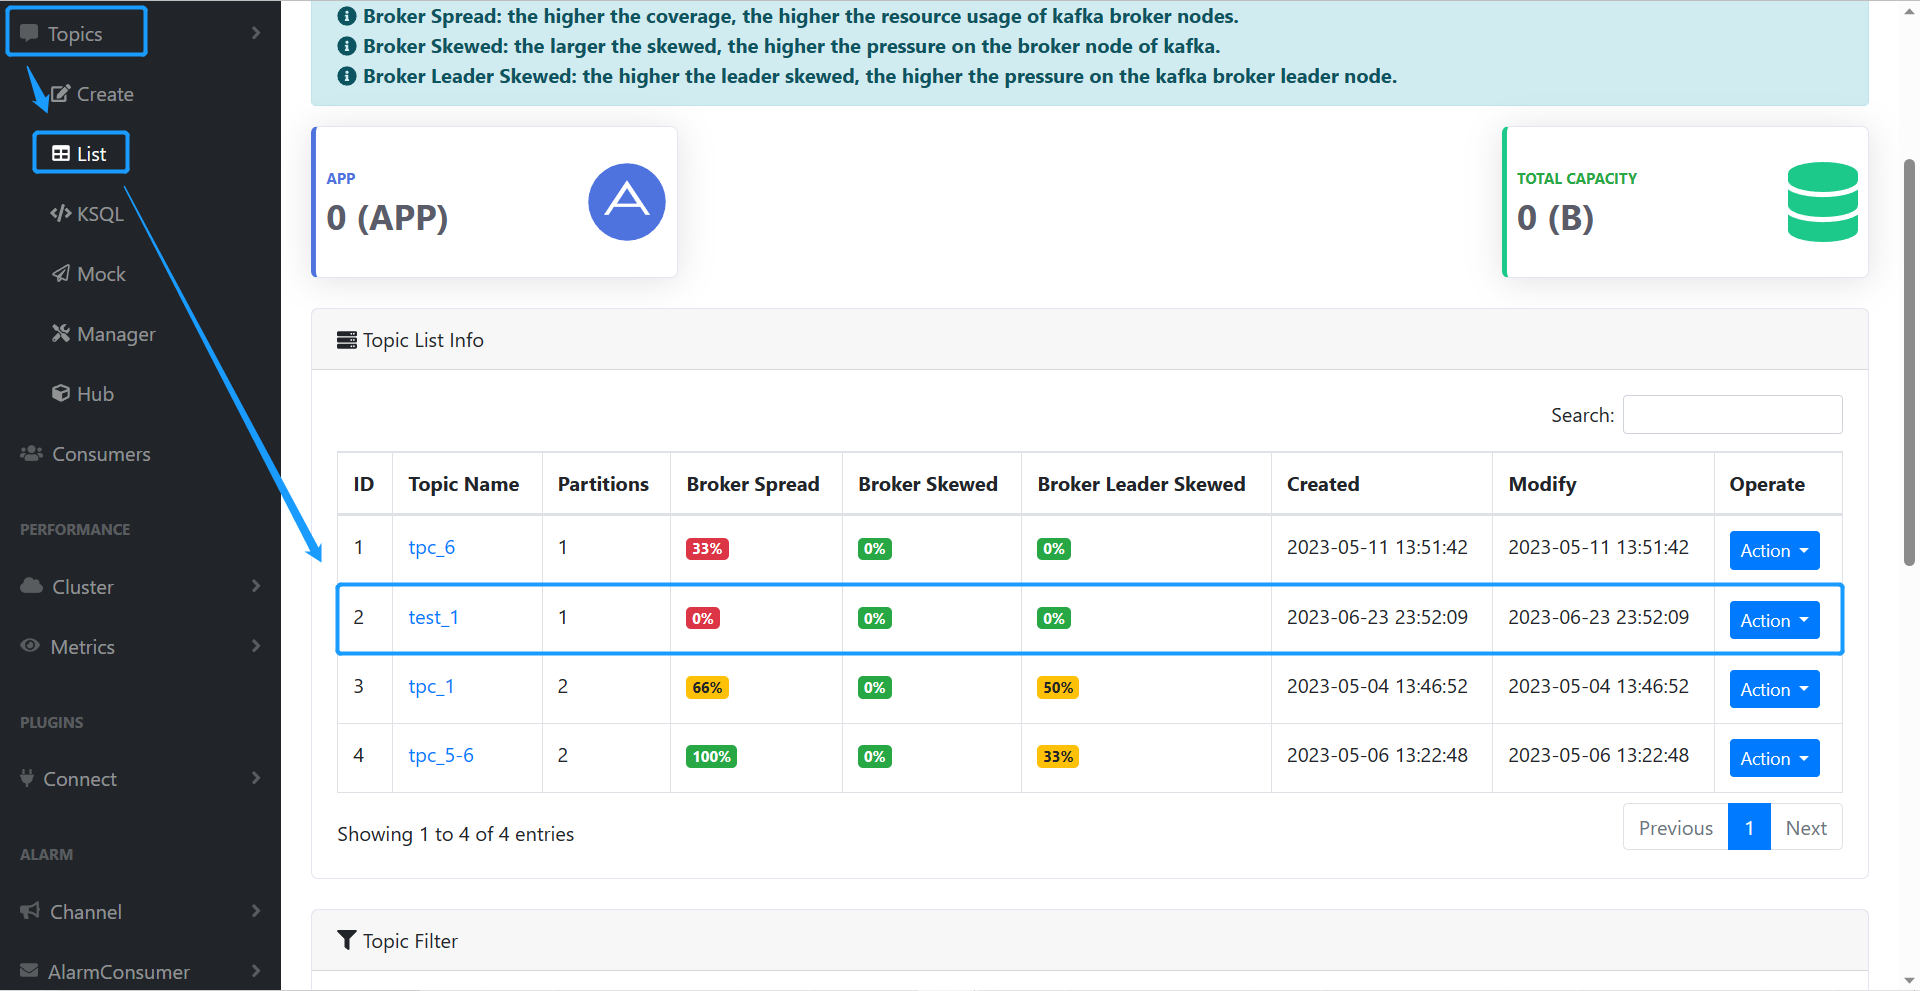 Topics
Create
List
KSQL
Mock
Manager
Hub
Consumers
PERFORMANCE
Cluster
Metrics
PLUGINS
Connect
ALARM
Channel
AlarmConsumer
Broker Spread: the higher the coverage, the higher the resource usage of kafka broker nodes.
Broker Skewed: the larger the skewed, the higher the pressure on the broker node of kafka.
Broker Leader Skewed: the higher the leader skewed, the higher the pressure on the kafka broker leader node.
APP
0 (APP)
TOTAL CAPACITY
0 (B)
Topic List Info
Search:
ID Topic Name Partitions Broker Spread Broker Skewed Broker Leader Skewed Created Modify Operate
1 tpc_6 1 33% 0% 0% 2023-05-11 13:51:42 2023-05-11 13:51:42 Action
2 test_1 1 0% 0% 0% 2023-06-23 23:52:09 2023-06-23 23:52:09 Action
3 tpc_1 2 66% 0% 50% 2023-05-04 13:46:52 2023-05-04 13:46:52 Action
4 tpc_5-6 2 100% 0% 33% 2023-05-06 13:22:48 2023-05-06 13:22:48 Action
Showing 1 to 4 of 4 entries
Previous 1 Next
Topic Filter